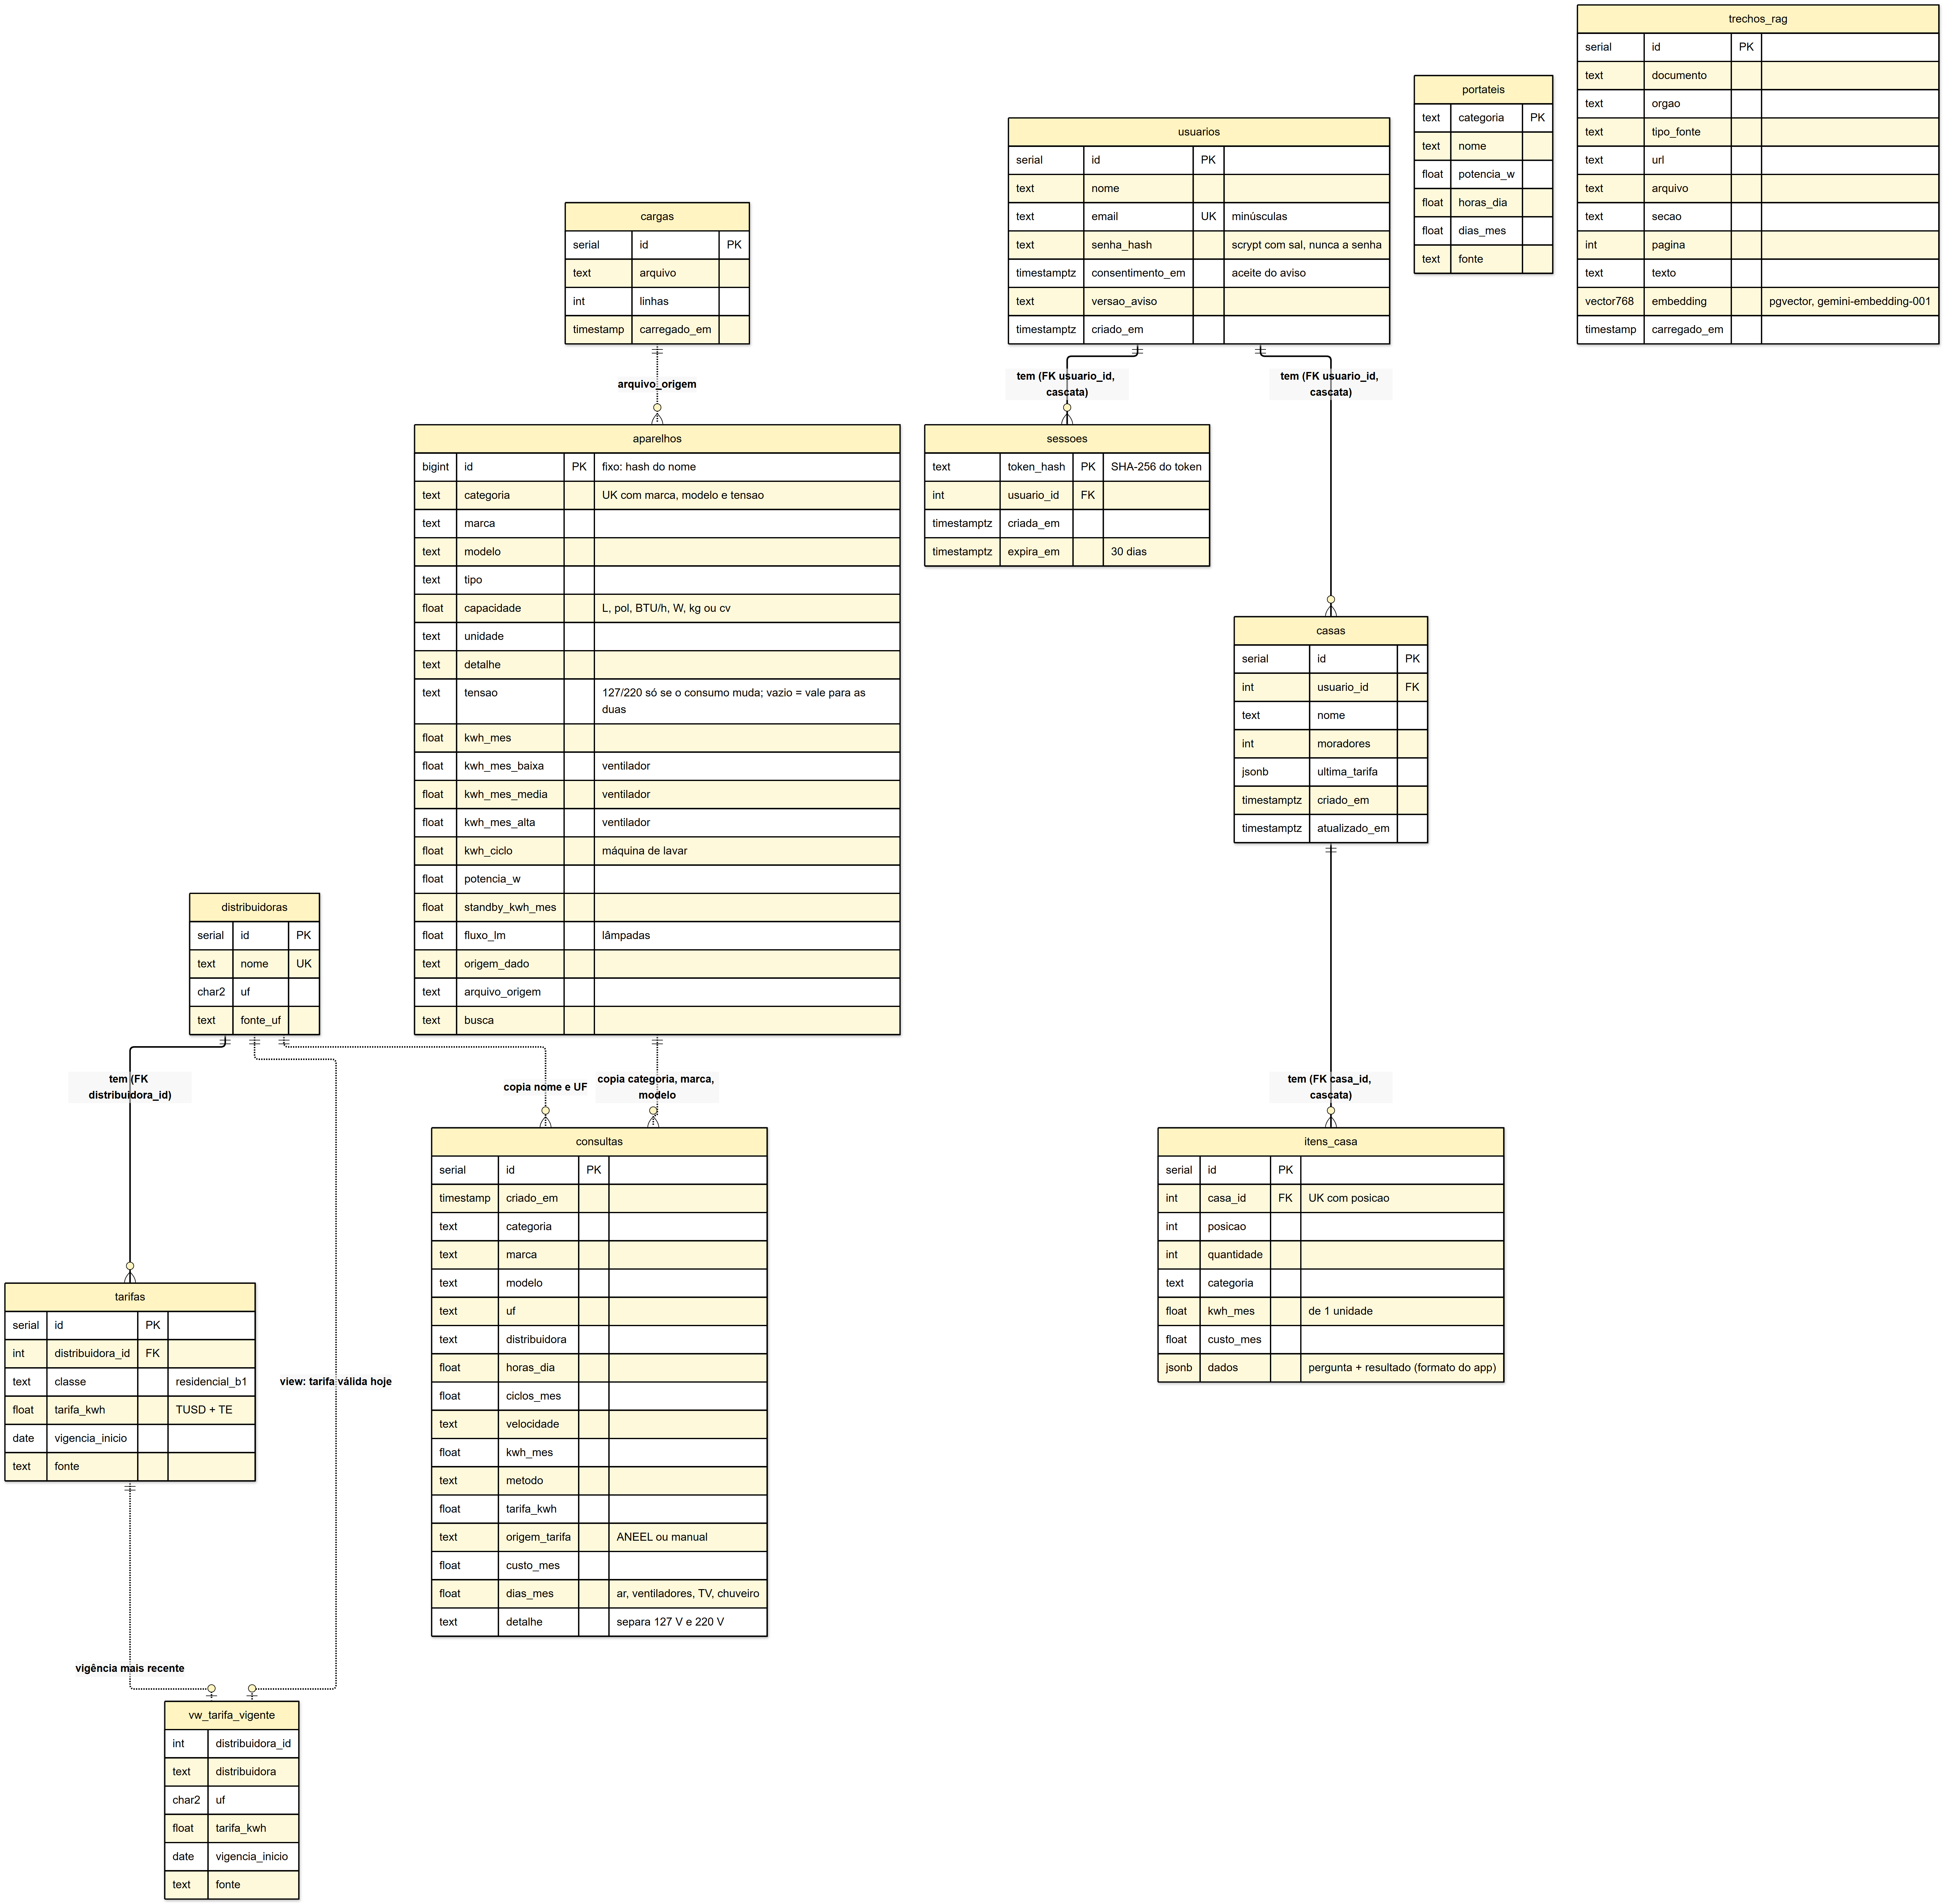 trechos_rag
serial id PK
text documento
text orgao
text tipo_fonte
text url
text arquivo
text secao
int pagina
text texto
vector768 embedding pgvector, gemini-embedding-001
timestamp carregado_em
portateis
text categoria PK
text nome
float potencia_w
float horas_dia
float dias_mes
text fonte
usuarios
serial id PK
text nome
text email UK minúsculas
text senha_hash scrypt com sal, nunca a senha
timestamptz consentimento_em aceite do aviso
text versao_aviso
timestamptz criado_em
cargas
serial id PK
text arquivo
int linhas
timestamp carregado_em
arquivo_origem
tem (FK usuario_id,
cascata)
tem (FK usuario_id,
cascata)
aparelhos
bigint id PK fixo: hash do nome
text categoria UK com marca, modelo e tensao
text marca
text modelo
text tipo
float capacidade L, pol, BTU/h, W, kg ou cv
text unidade
text detalhe
text tensao 127/220 só se o consumo muda; vazio = vale para as
duas
float kwh_mes
float kwh_mes_baixa ventilador
float kwh_mes_media ventilador
float kwh_mes_alta ventilador
float kwh_ciclo máquina de lavar
float potencia_w
float standby_kwh_mes
float fluxo_lm lâmpadas
text origem_dado
text arquivo_origem
text busca
sessoes
text token_hash PK SHA-256 do token
int usuario_id FK
timestamptz criada_em
timestamptz expira_em 30 dias
casas
serial id PK
int usuario_id FK
text nome
int moradores
jsonb ultima_tarifa
timestamptz criado_em
timestamptz atualizado_em
distribuidoras
serial id PK
text nome UK
char2 uf
text fonte_uf
tem (FK
distribuidora_id)
copia nome e UF
copia categoria, marca,
modelo
tem (FK casa_id,
cascata)
consultas
serial id PK
timestamp criado_em
text categoria
text marca
text modelo
text uf
text distribuidora
float horas_dia
float ciclos_mes
text velocidade
float kwh_mes
text metodo
float tarifa_kwh
text origem_tarifa ANEEL ou manual
float custo_mes
float dias_mes ar, ventiladores, TV, chuveiro
text detalhe separa 127 V e 220 V
itens_casa
serial id PK
int casa_id FK UK com posicao
int posicao
int quantidade
text categoria
float kwh_mes de 1 unidade
float custo_mes
jsonb dados pergunta + resultado (formato do app)
tarifas
serial id PK
int distribuidora_id FK
text classe residencial_b1
float tarifa_kwh TUSD + TE
date vigencia_inicio
text fonte
view: tarifa válida hoje
vigência mais recente
vw_tarifa_vigente
int distribuidora_id
text distribuidora
char2 uf
float tarifa_kwh
date vigencia_inicio
text fonte